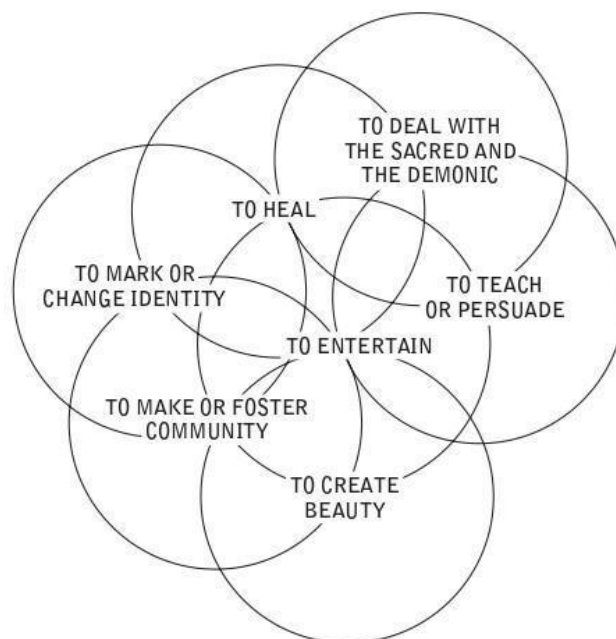 TO DEAL WITH
THE SACRED AND
THE DEMONIC
TO HEAL
TO MARK OR
CHANGE IDENTITY
TO TEACH
OR PERSUADE
TO ENTERTAIN
TO MAKE OR FOSTER
COMMUNITY
TO CREATE
BEAUTY